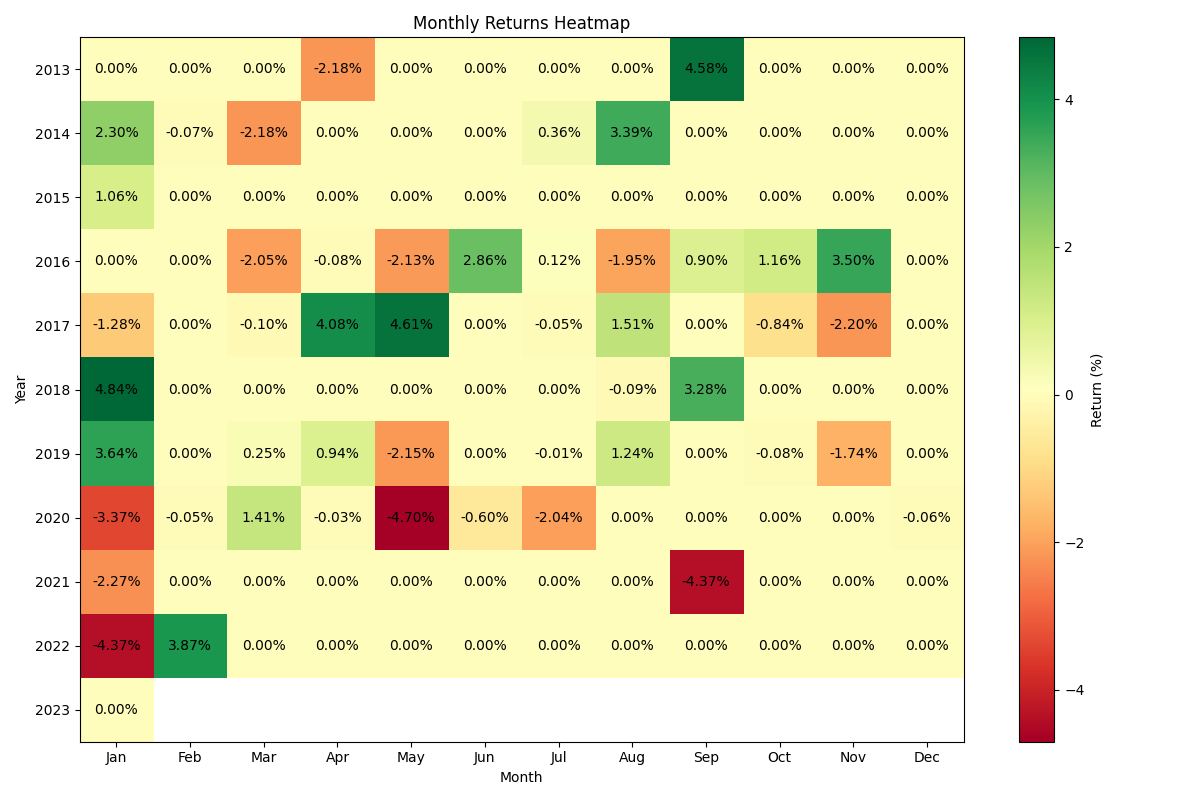 Monthly Returns Heatmap
2013 0.00% 0.00% 0.00% -2.18% 0.00% 0.00% 0.00% 0.00% 4.58% 0.00% 0.00% 0.00%
2014 2.30% -0.07% -2.18% 0.00% 0.00% 0.00% 0.36% 3.39% 0.00% 0.00% 0.00% 0.00%
2015 1.06% 0.00% 0.00% 0.00% 0.00% 0.00% 0.00% 0.00% 0.00% 0.00% 0.00% 0.00%
2016 0.00% 0.00% -2.05% -0.08% -2.13% 2.86% 0.12% -1.95% 0.90% 1.16% 3.50% 0.00%
2017 -1.28% 0.00% -0.10% 4.08% 4.61% 0.00% -0.05% 1.51% 0.00% -0.84% -2.20% 0.00%
2018 4.84% 0.00% 0.00% 0.00% 0.00% 0.00% 0.00% -0.09% 3.28% 0.00% 0.00% 0.00%
2019 3.64% 0.00% 0.25% 0.94% -2.15% 0.00% -0.01% 1.24% 0.00% -0.08% -1.74% 0.00%
2020 -3.37% -0.05% 1.41% -0.03% -4.70% -0.60% -2.04% 0.00% 0.00% 0.00% 0.00% -0.06%
2021 -2.27% 0.00% 0.00% 0.00% 0.00% 0.00% 0.00% 0.00% -4.37% 0.00% 0.00% 0.00%
2022 -4.37% 3.87% 0.00% 0.00% 0.00% 0.00% 0.00% 0.00% 0.00% 0.00% 0.00% 0.00%
2023 0.00%
Jan Feb Mar Apr May Jun Jul Aug Sep Oct Nov Dec
Month
Year
4
2
0
−2
−4
Return (%)